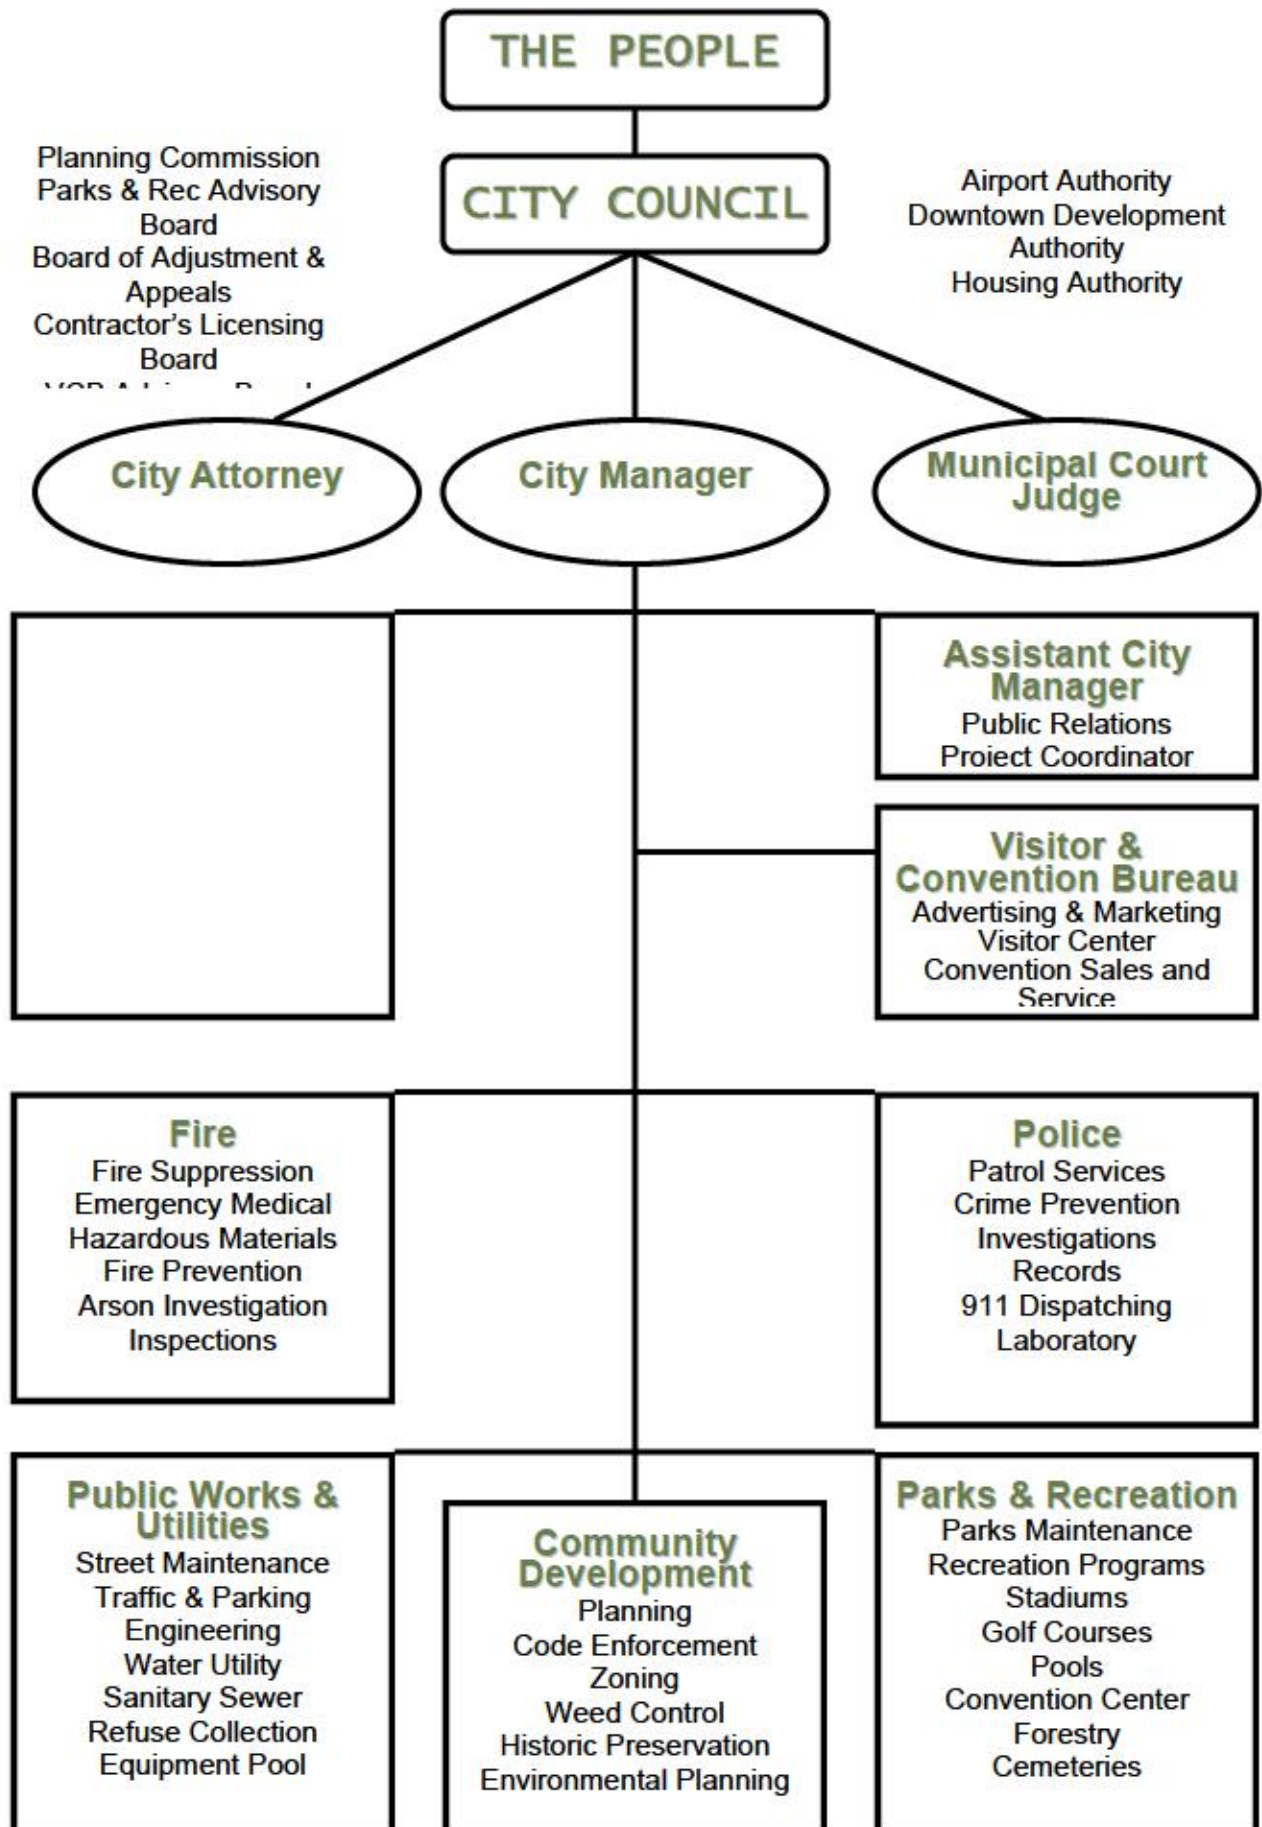 THE PEOPLE
CITY COUNCIL
Planning Commission
Parks & Rec Advisory
Board
Board of Adjustment &
Appeals
Contractor's Licensing
Board
Airport Authority
Downtown Development
Authority
Housing Authority
City Attorney
City Manager
Municipal Court
Judge
Assistant City
Manager
Public Relations
Project Coordinator
Visitor &
Convention Bureau
Advertising & Marketing
Visitor Center
Convention Sales and
Service
Fire
Fire Suppression
Emergency Medical
Hazardous Materials
Fire Prevention
Arson Investigation
Inspections
Police
Patrol Services
Crime Prevention
Investigations
Records
911 Dispatching
Laboratory
Public Works &
Utilities
Street Maintenance
Traffic & Parking
Engineering
Water Utility
Sanitary Sewer
Refuse Collection
Equipment Pool
Community
Development
Planning
Code Enforcement
Zoning
Weed Control
Historic Preservation
Environmental Planning
Parks & Recreation
Parks Maintenance
Recreation Programs
Stadiums
Golf Courses
Pools
Convention Center
Forestry
Cemeteries